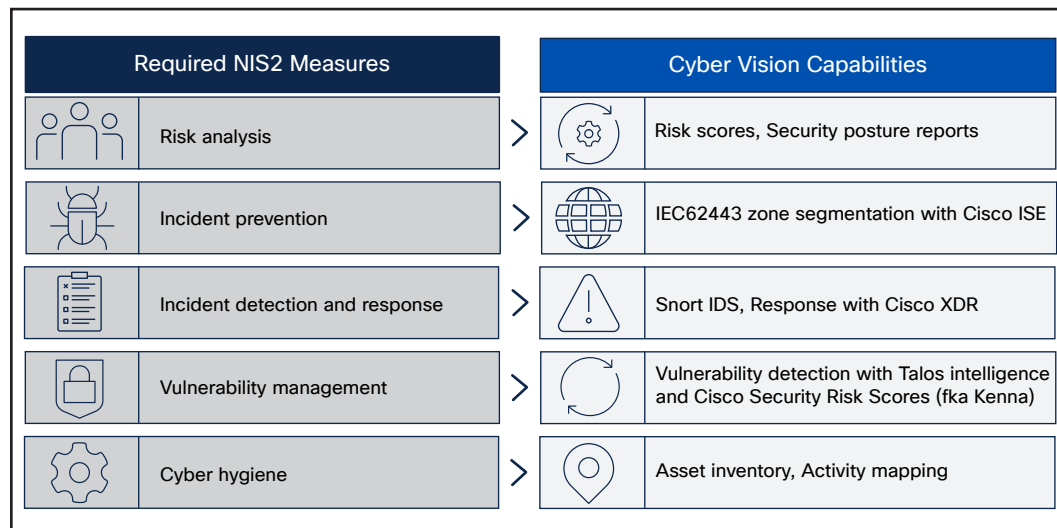 Required NIS2 Measures
Cyber Vision Capabilities
Risk analysis
Risk scores, Security posture reports
Incident prevention
IEC62443 zone segmentation with Cisco ISE
Incident detection and response
Snort IDS, Response with Cisco XDR
Vulnerability management
Vulnerability detection with Talos intelligence
and Cisco Security Risk Scores (fka Kenna)
Cyber hygiene
Asset inventory, Activity mapping